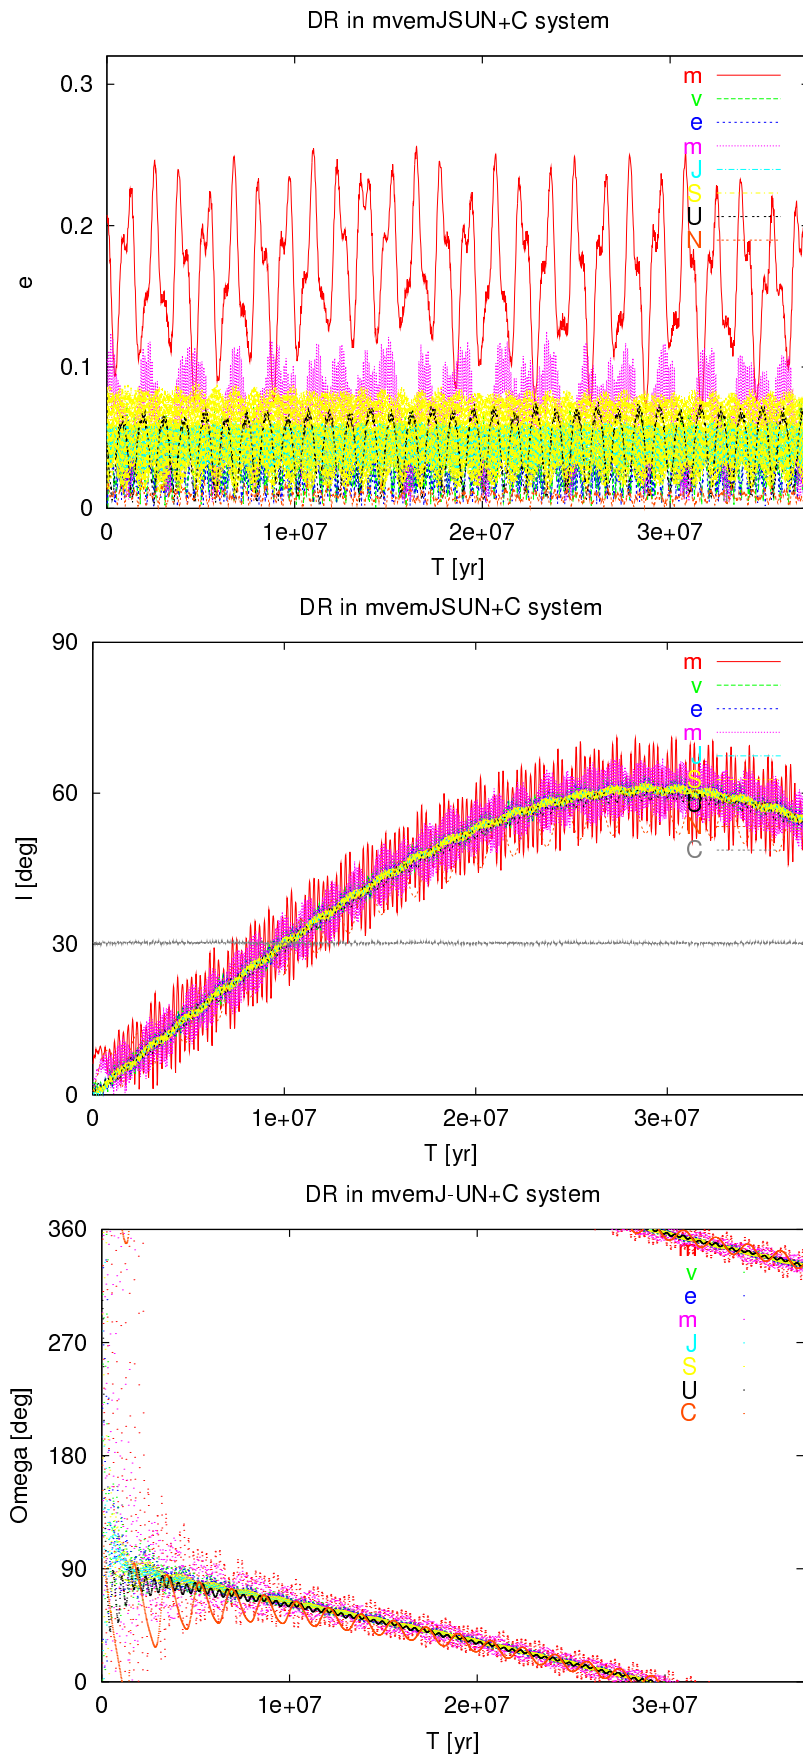 DR in mvemJSUN+C system
0.3
0.2
0.1
0
e
m
v
e
m
J
S
U
N
0
1e+07
2e+07
3e+07
T [yr]
DR in mvemJSUN+C system
90
60
30
0
I [deg]
m
v
e
m
J
S
U
N
C
0
1e+07
2e+07
3e+07
T [yr]
DR in mvemJ-UN+C system
360
270
180
90
0
Omega [deg]
m
v
e
m
J
S
U
C
0
1e+07
2e+07
3e+07
T [yr]